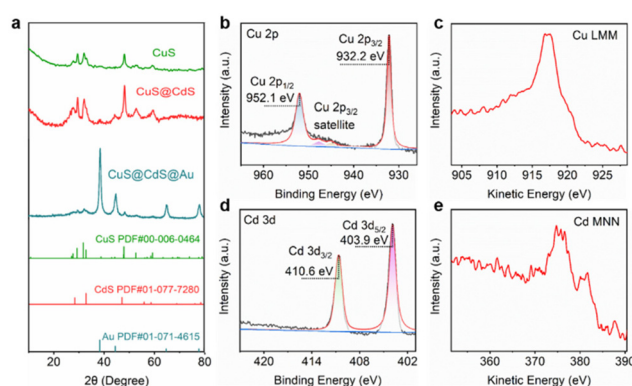 a
CuS
CuS@CdS
CuS@CdS@Au
CuS PDF#00-006-0464
CdS PDF#01-077-7280
Au PDF#01-071-4615
20 40 60 80
2θ (Degree)
b
Cu 2p
Cu 2p3/2
932.2 eV
Cu 2p1/2
952.1 eV
Cu 2p3/2
satellite
Intensity (a.u.)
960 950 940 930
Binding Energy (eV)
c
Cu LMM
Intensity (a.u.)
905 910 915 920 925
Kinetic Energy (eV)
d
Cd 3d
Cd 3d5/2
403.9 eV
Cd 3d3/2
410.6 eV
Intensity (a.u.)
420 414 408 402
Binding Energy (eV)
e
Cd MNN
Intensity (a.u.)
350 360 370 380 390
Kinetic Energy (eV)